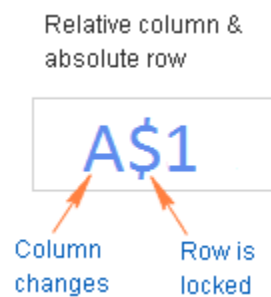 Relative column &
absolute row
A$1
Column
changes
Row is
locked